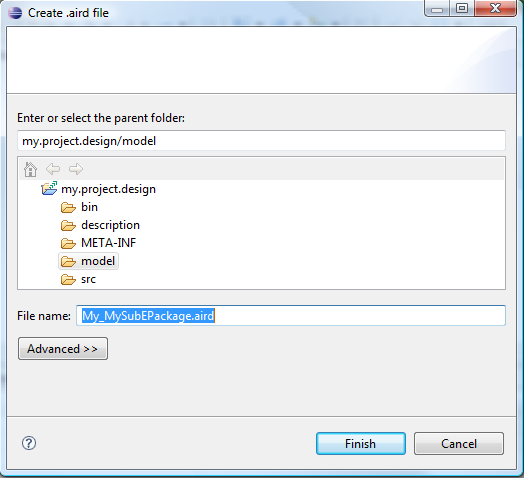 Create .aird file
Enter or select the parent folder:
my.project.design/model
my.project.design
bin
description
META-INF
model
src
File name: My_MySubEPackage.aird
Advanced >>
Finish Cancel